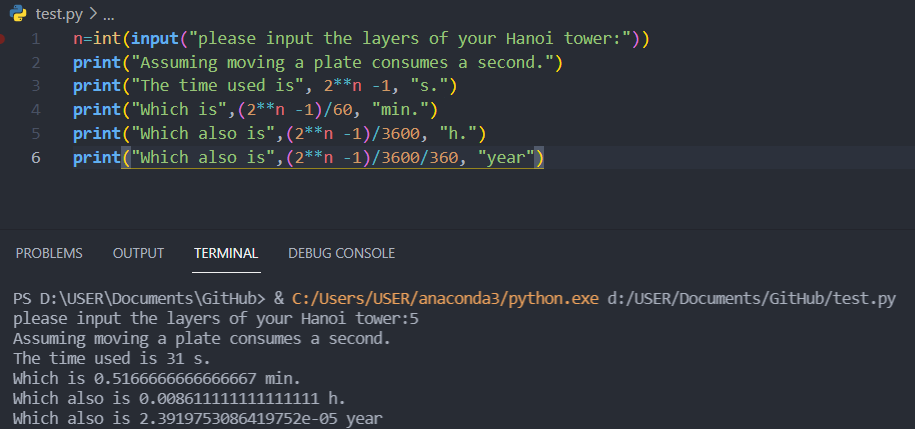 test.py > ...
1 n=int(input("please input the layers of your Hanoi tower:"))
2 print("Assuming moving a plate consumes a second.")
3 print("The time used is", 2**n -1, "s.")
4 print("Which is",(2**n -1)/60, "min.")
5 print("Which also is",(2**n -1)/3600, "h.")
6 print("Which also is",(2**n -1)/3600/360, "year")
PROBLEMS OUTPUT TERMINAL DEBUG CONSOLE
PS D:\USER\Documents\GitHub> & C:/Users/USER/anaconda3/python.exe d:/USER/Documents/GitHub/test.py
please input the layers of your Hanoi tower:5
Assuming moving a plate consumes a second.
The time used is 31 s.
Which is 0.5166666666666667 min.
Which also is 0.008611111111111111 h.
Which also is 2.3919753086419752e-05 year